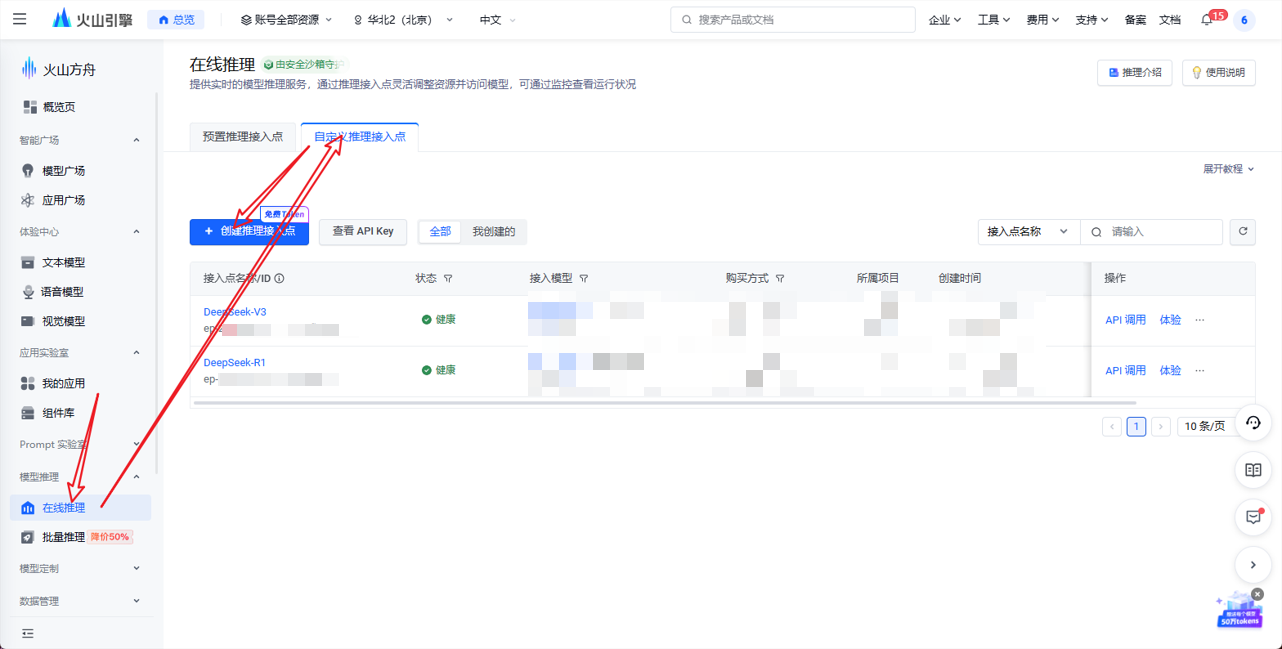 火山引擎 总览 账号全部资源 华北2（北京） 中文 搜索产品或文档 企业 工具 费用 支持 备案 文档 15 6
火山方舟
概览页
智能广场
模型广场
应用广场
体验中心
文本模型
语音模型
视觉模型
应用实验室
我的应用
组件库
Prompt 实验室
模型推理
在线推理
批量推理 降价50%
模型定制
数据管理
在线推理 由安全沙箱守护
提供实时的模型推理服务，通过推理接入点灵活调整资源并访问模型，可通过监控查看运行状况
推理介绍 使用说明
预置推理接入点 自定义推理接入点
展开教程
免费Token
+ 创建推理接入点 查看 API Key 全部 我创建的 接入点名称 请输入
接入点名称/ID 状态 接入模型 购买方式 所属项目 创建时间 操作
DeepSeek-V3 健康 API 调用 体验 ···
DeepSeek-R1 健康 API 调用 体验 ···
ep-
1 10 条/页
50万tokens